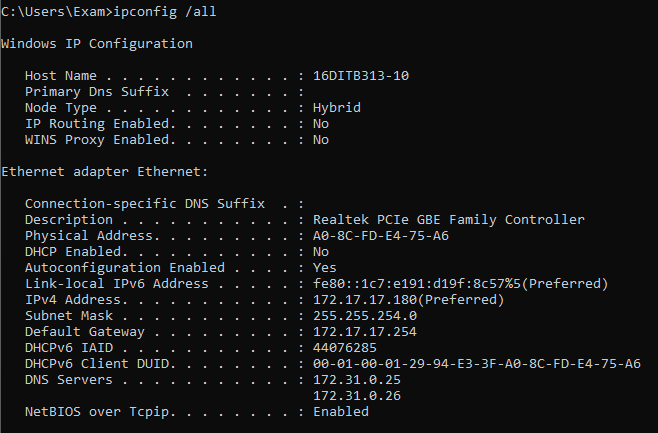 C:\Users\Exam>ipconfig /all
Windows IP Configuration
Host Name . . . . . . . . . . . . : 16DITB313-10
Primary Dns Suffix  . . . . . . . :
Node Type . . . . . . . . . . . . : Hybrid
IP Routing Enabled. . . . . . . . : No
WINS Proxy Enabled. . . . . . . . : No
Ethernet adapter Ethernet:
Connection-specific DNS Suffix  . :
Description . . . . . . . . . . . : Realtek PCIe GBE Family Controller
Physical Address. . . . . . . . . : A0-8C-FD-E4-75-A6
DHCP Enabled. . . . . . . . . . . : No
Autoconfiguration Enabled . . . . : Yes
Link-local IPv6 Address . . . . . : fe80::1c7:e191:d19f:8c57%5(Preferred)
IPv4 Address. . . . . . . . . . . : 172.17.17.180(Preferred)
Subnet Mask . . . . . . . . . . . : 255.255.254.0
Default Gateway . . . . . . . . . : 172.17.17.254
DHCPv6 IAID . . . . . . . . . . . : 44076285
DHCPv6 Client DUID. . . . . . . . : 00-01-00-01-29-94-E3-3F-A0-8C-FD-E4-75-A6
DNS Servers . . . . . . . . . . . : 172.31.0.25
172.31.0.26
NetBIOS over Tcpip. . . . . . . . : Enabled